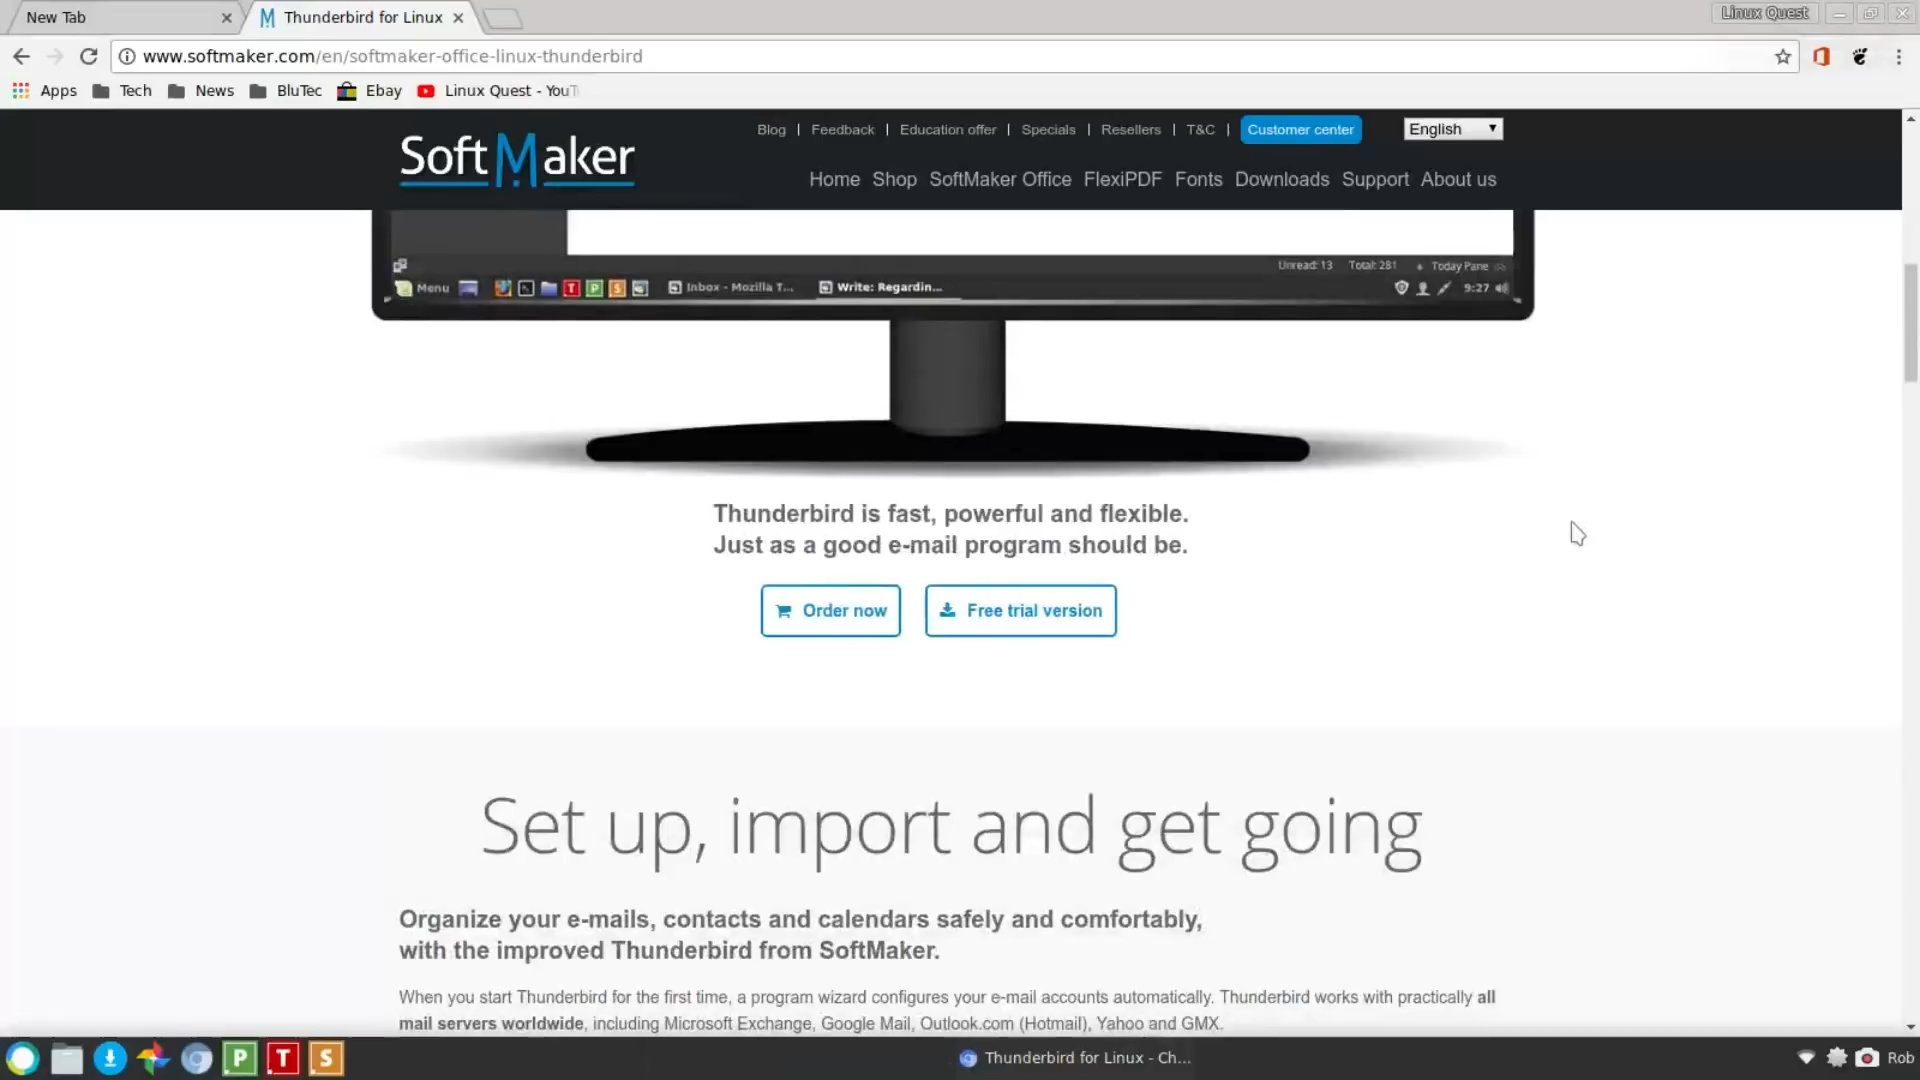 New Tab
Thunderbird for Linux
Linux Quest
www.softmaker.com/en/softmaker-office-linux-thunderbird
Apps Tech News BluTec Ebay Linux Quest - YouT
SoftMaker
Blog | Feedback | Education offer | Specials | Resellers | T&C | Customer center English
Home Shop SoftMaker Office FlexiPDF Fonts Downloads Support About us
Unread: 13 Total: 281 Today Pane
Menu T P S Inbox - Mozilla T... Write: Regardin... 9:27
Thunderbird is fast, powerful and flexible.
Just as a good e-mail program should be.
Order now Free trial version
Set up, import and get going
Organize your e-mails, contacts and calendars safely and comfortably,
with the improved Thunderbird from SoftMaker.
When you start Thunderbird for the first time, a program wizard configures your e-mail accounts automatically. Thunderbird works with practically all
mail servers worldwide, including Microsoft Exchange, Google Mail, Outlook.com (Hotmail), Yahoo and GMX.
P T S Thunderbird for Linux - Ch... Rob